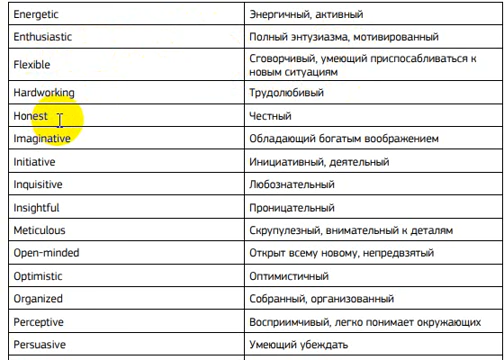 Energetic Энергичный, активный
Enthusiastic Полный энтузиазма, мотивированный
Flexible Сговорчивый, умеющий приспосабливаться к
новым ситуациям
Hardworking Трудолюбивый
Honest Честный
Imaginative Обладающий богатым воображением
Initiative Инициативный, деятельный
Inquisitive Любознательный
Insightful Проницательный
Meticulous Скрупулезный, внимательный к деталям
Open-minded Открыт всему новому, непредвзятый
Optimistic Оптимистичный
Organized Собранный, организованный
Perceptive Восприимчивый, легко понимает окружающих
Persuasive Умеющий убеждать